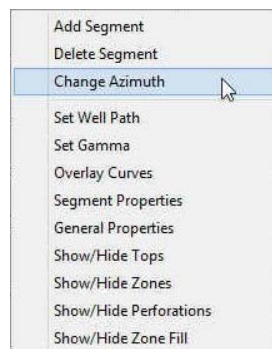 Add Segment
Delete Segment
Change Azimuth
Set Well Path
Set Gamma
Overlay Curves
Segment Properties
General Properties
Show/Hide Tops
Show/Hide Zones
Show/Hide Perforations
Show/Hide Zone Fill